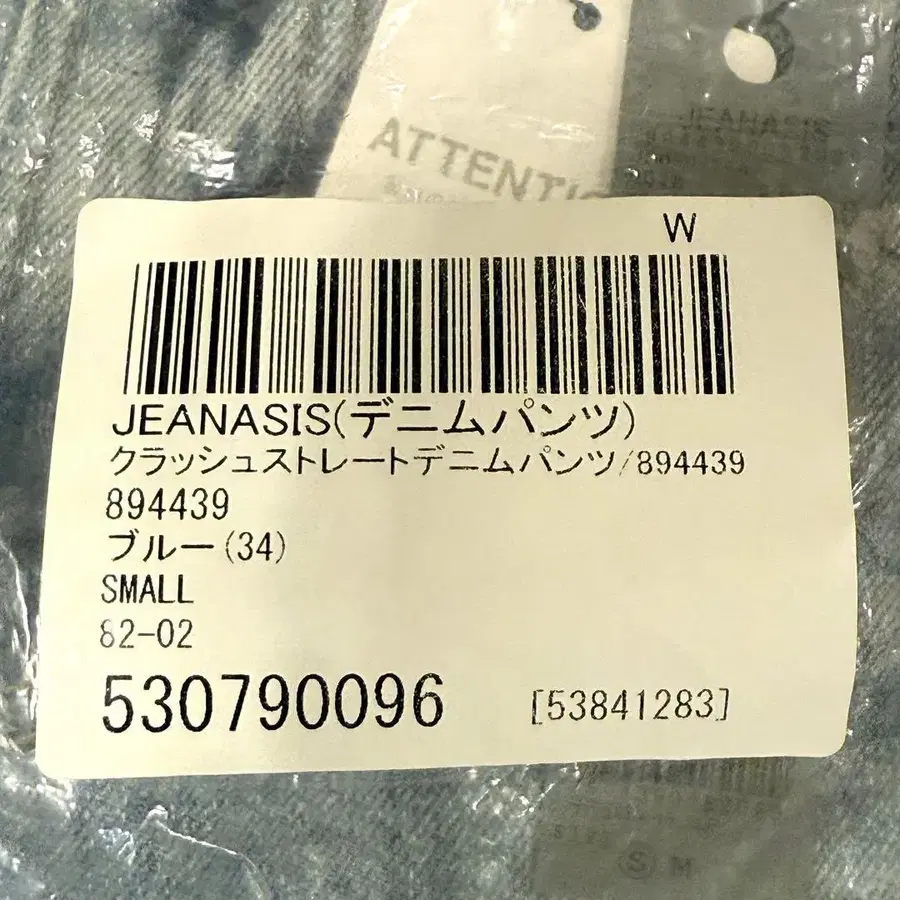 ATTENTIO
JEANASIS
W
JEANASIS(デニムパンツ)
クラッシュストレートデニムパンツ/894439
894439
ブルー(34)
SMALL
82-02
530790096 [53841283]
S M